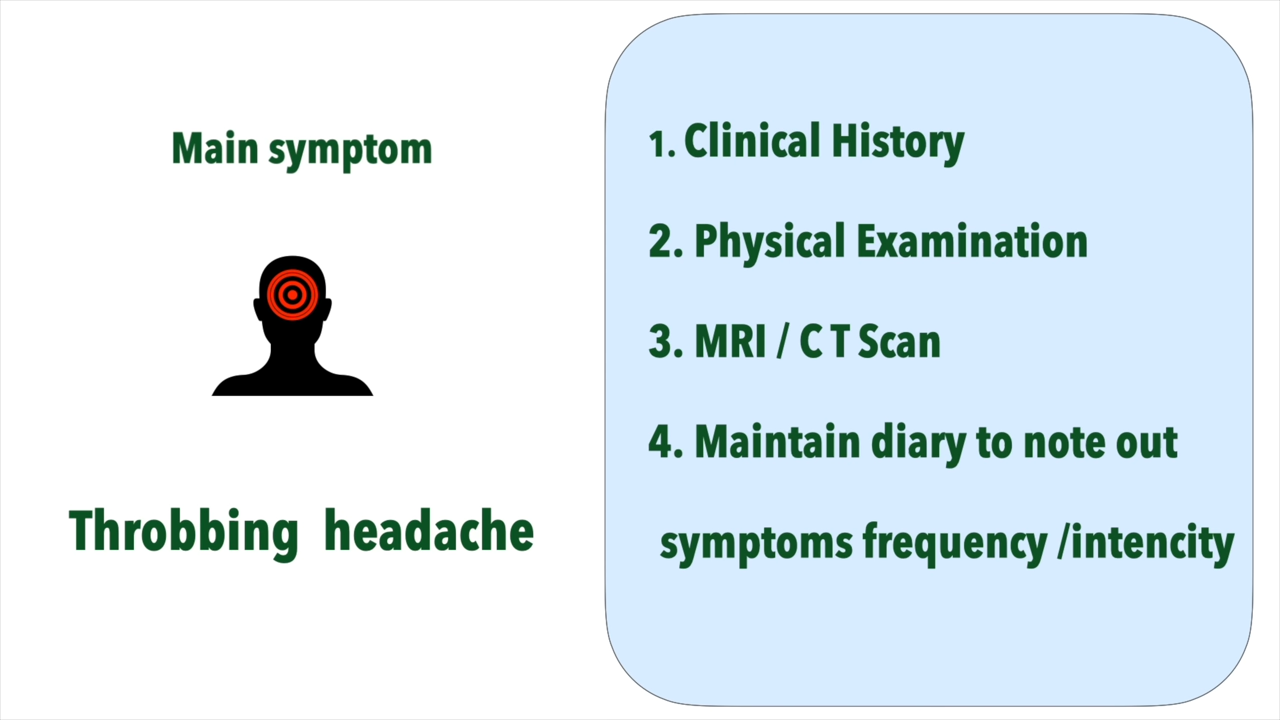 Main symptom
Throbbing headache
1. Clinical History
2. Physical Examination
3. MRI / C T Scan
4. Maintain diary to note out
symptoms frequency /intencity